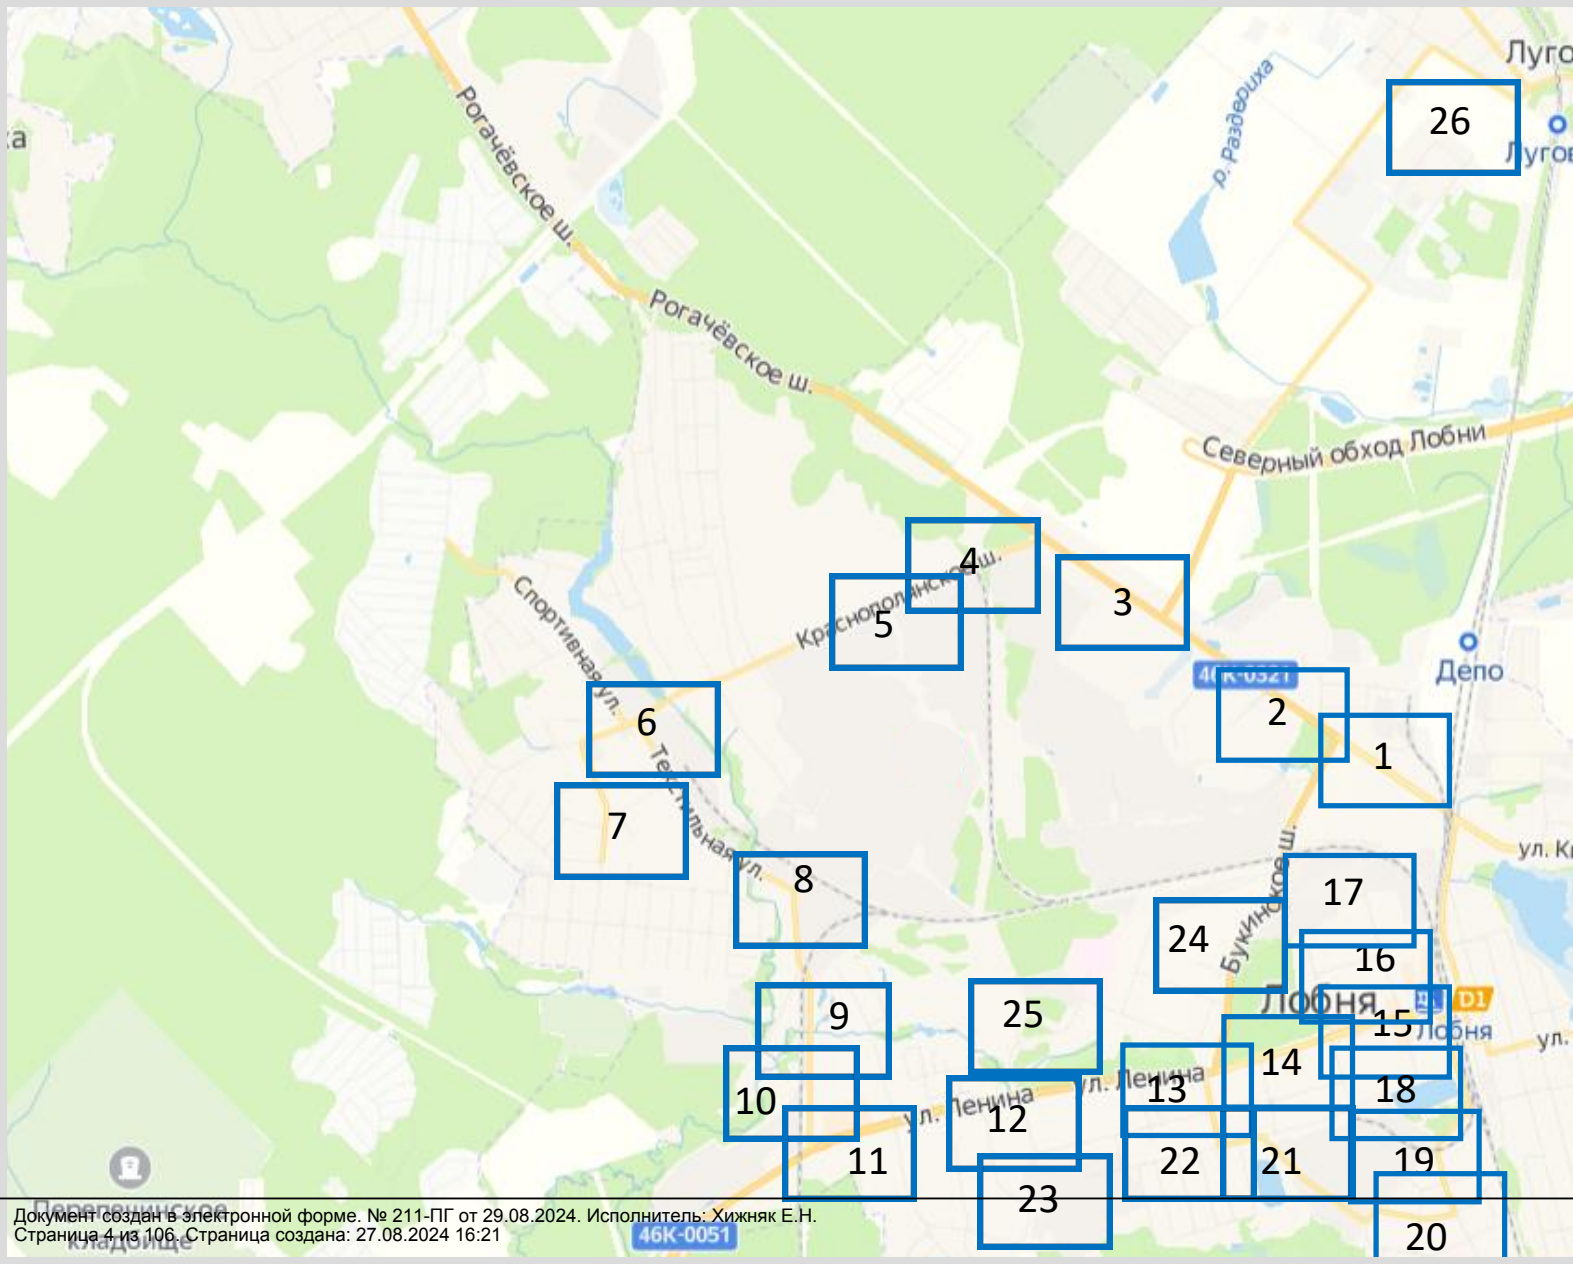 Луго
26
Лугов
ха
р. Раздериха
Рогачёвское ш.
Рогачёвское ш.
Северный обход Лобни
4
3
Краснополянское ш.
5
Спортивная ул.
46К-0321
Депо
2
1
6
Текстильная ул.
7
ул. Ки
8
Букинское ш.
17
24
16
Лобня
D1
15
Лобня
ул.
9
25
14
ул. Ленина
13
18
10
ул. Ленина
12
11
22
21
19
23
20
Перепечинское
кладбище
Документ создан в электронной форме. № 211-ПГ от 29.08.2024. Исполнитель: Хижняк Е.Н.
Страница 4 из 106. Страница создана: 27.08.2024 16:21
46К-0051